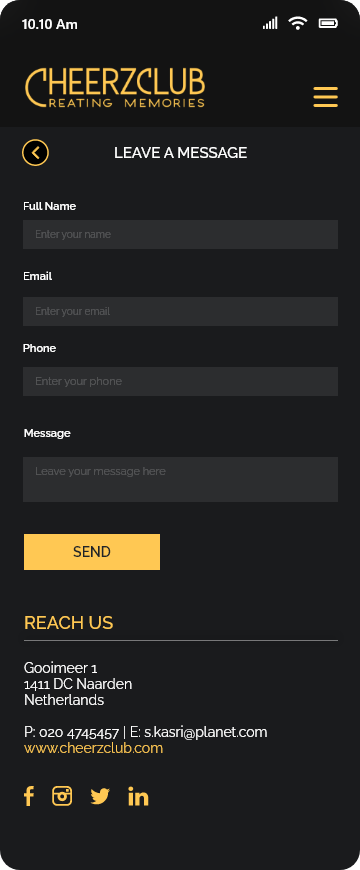 10.10 Am
CHEERZCLUB
REATING MEMORIES
LEAVE A MESSAGE
Full Name
Enter your name
Email
Enter your email
Phone
Enter your phone
Message
Leave your message here
SEND
REACH US
Gooimeer 1
1411 DC Naarden
Netherlands
P: 020 4745457 | E: s.kasri@planet.com
www.cheerzclub.com